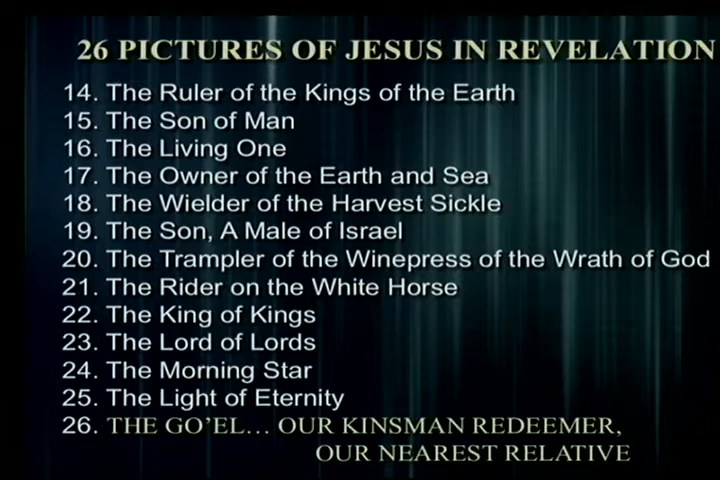 26 PICTURES OF JESUS IN REVELATION
14. The Ruler of the Kings of the Earth
15. The Son of Man
16. The Living One
17. The Owner of the Earth and Sea
18. The Wielder of the Harvest Sickle
19. The Son, A Male of Israel
20. The Trampler of the Winepress of the Wrath of God
21. The Rider on the White Horse
22. The King of Kings
23. The Lord of Lords
24. The Morning Star
25. The Light of Eternity
26. THE GO'EL... OUR KINSMAN REDEEMER,
OUR NEAREST RELATIVE